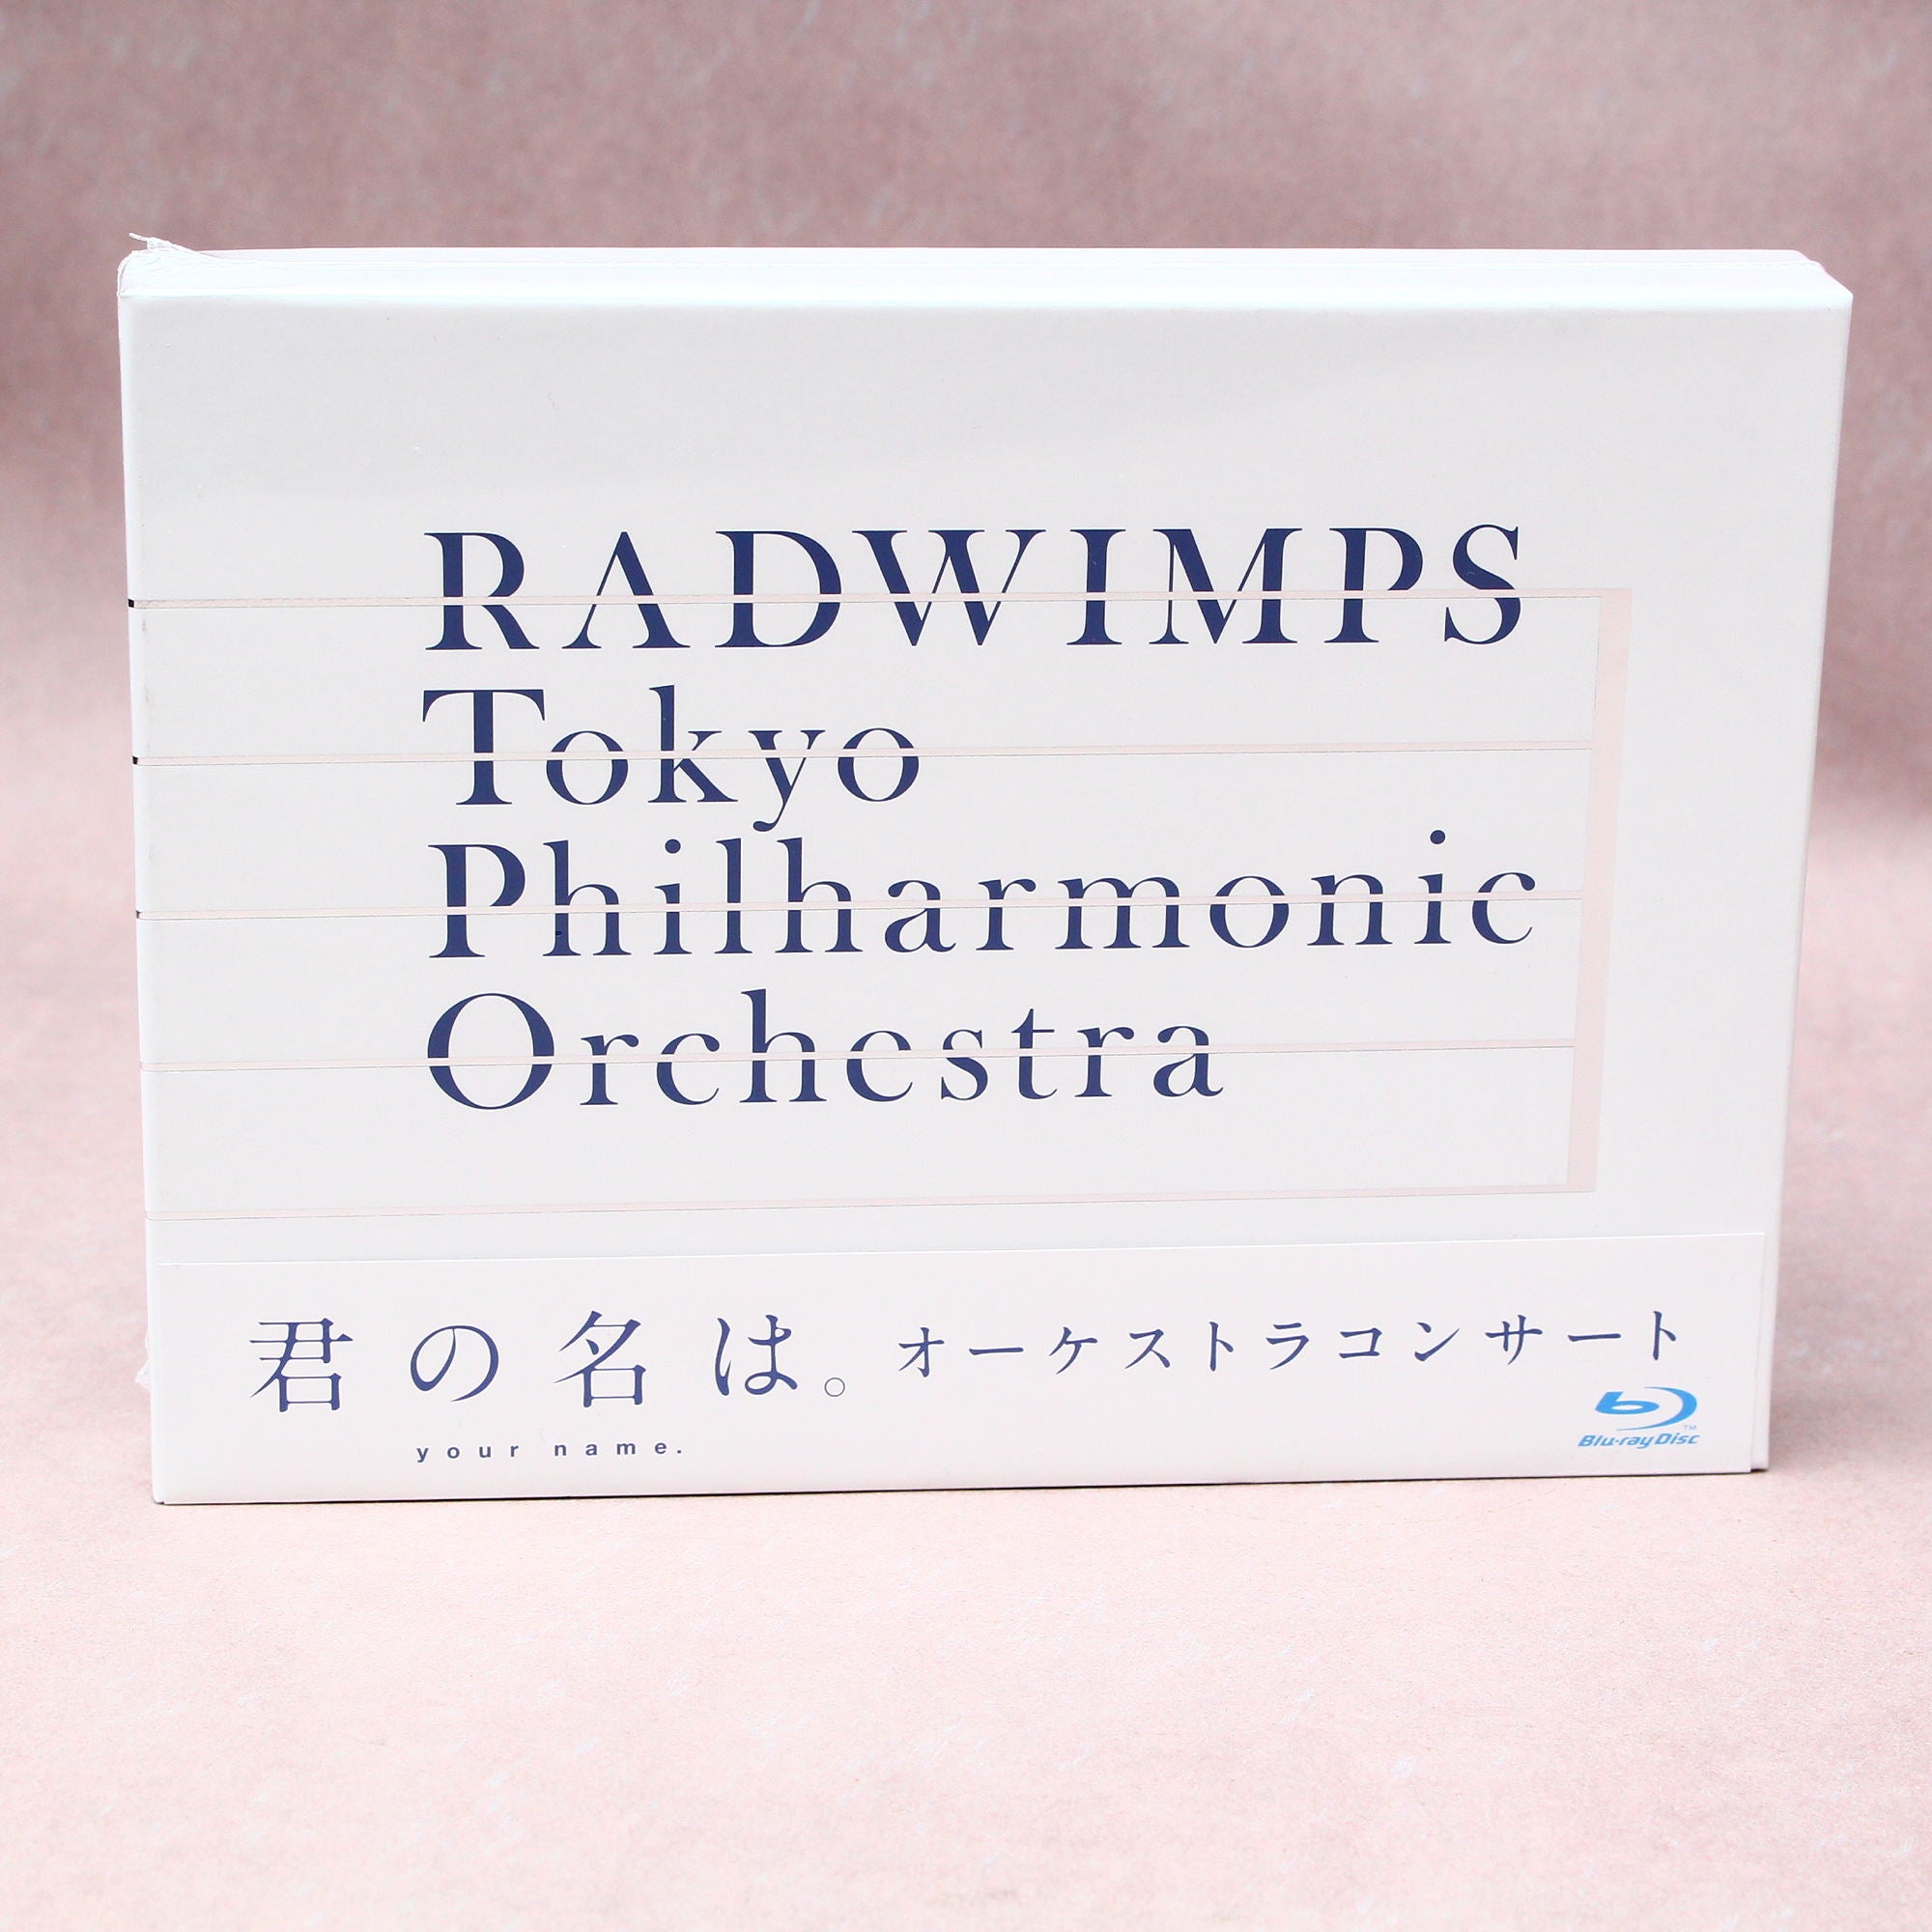 RADWIMPS
Tokyo
Philharmonic
Orchestra
君の名は。オーケストラコンサート
your name.
Blu-ray Disc™